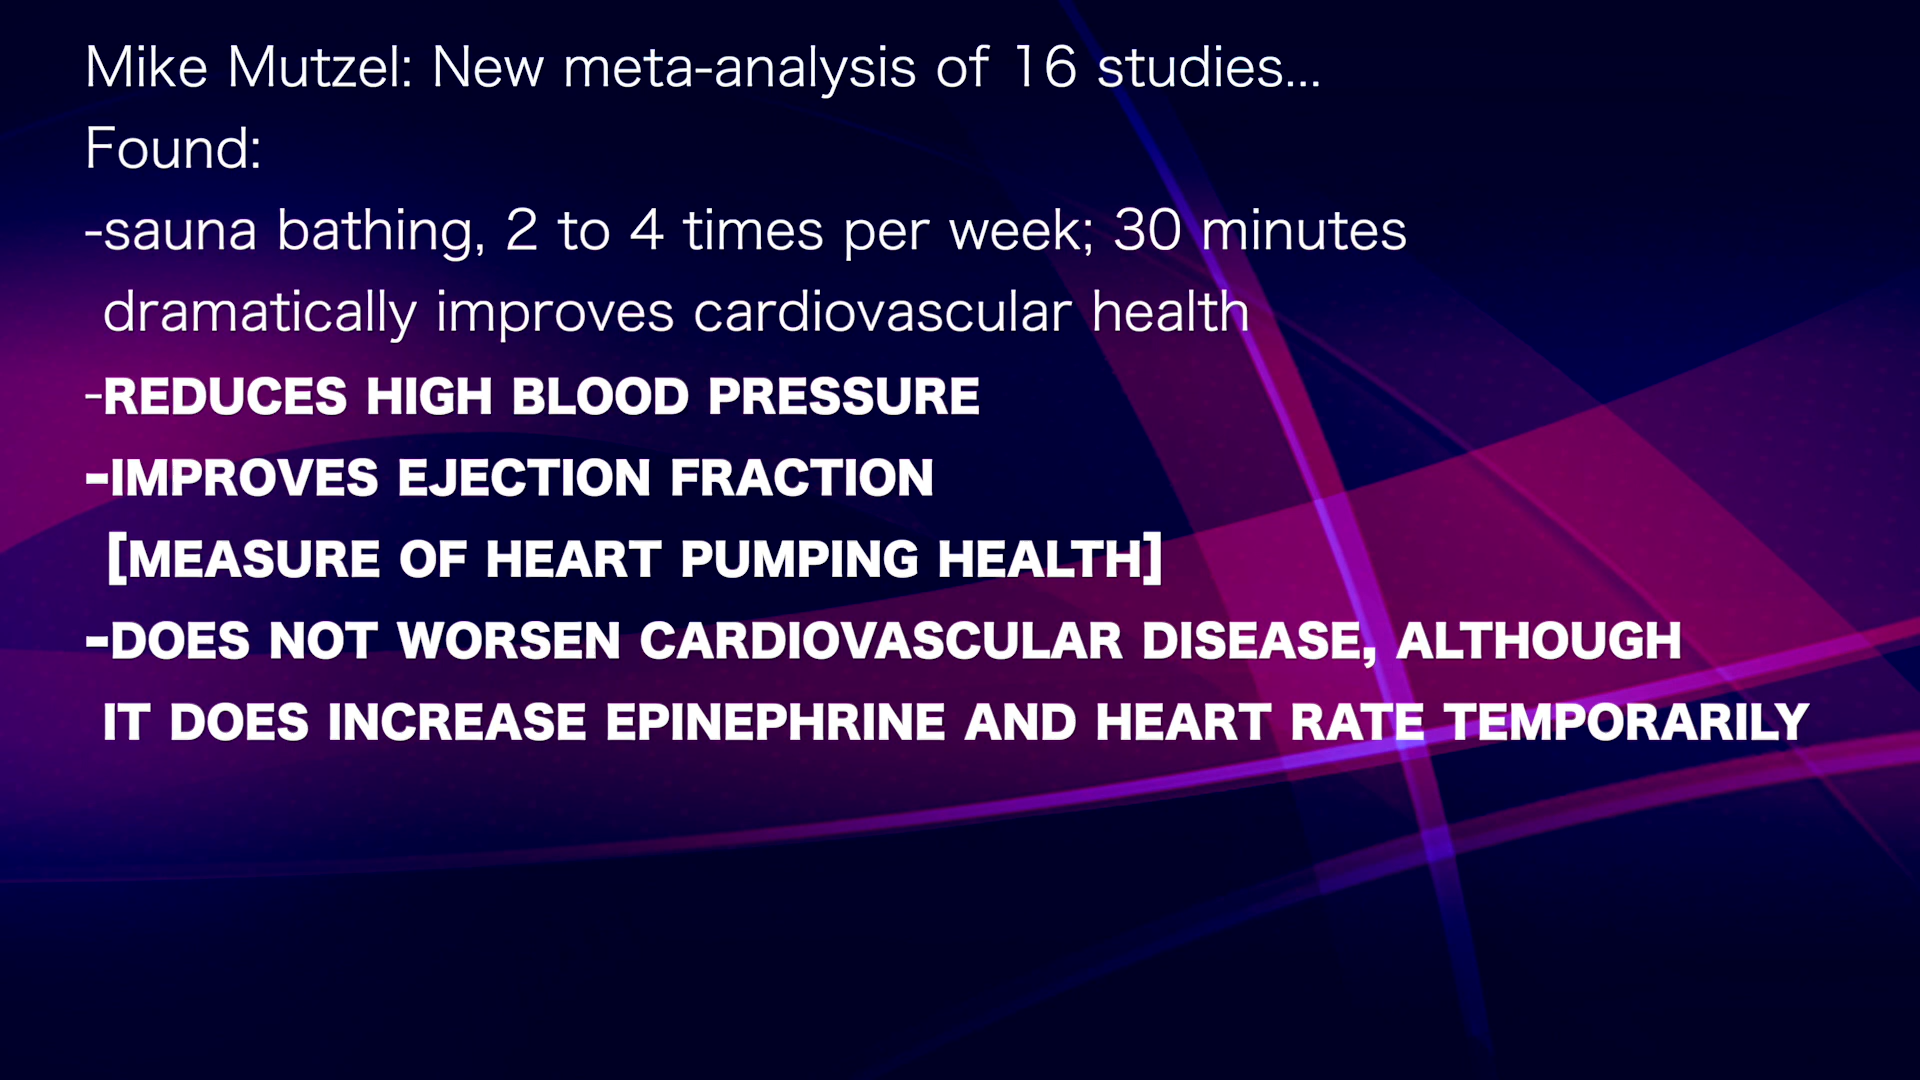 Mike Mutzel: New meta-analysis of 16 studies...
Found:
-sauna bathing, 2 to 4 times per week; 30 minutes
dramatically improves cardiovascular health
-REDUCES HIGH BLOOD PRESSURE
-IMPROVES EJECTION FRACTION
[MEASURE OF HEART PUMPING HEALTH]
-DOES NOT WORSEN CARDIOVASCULAR DISEASE, ALTHOUGH
IT DOES INCREASE EPINEPHRINE AND HEART RATE TEMPORARILY